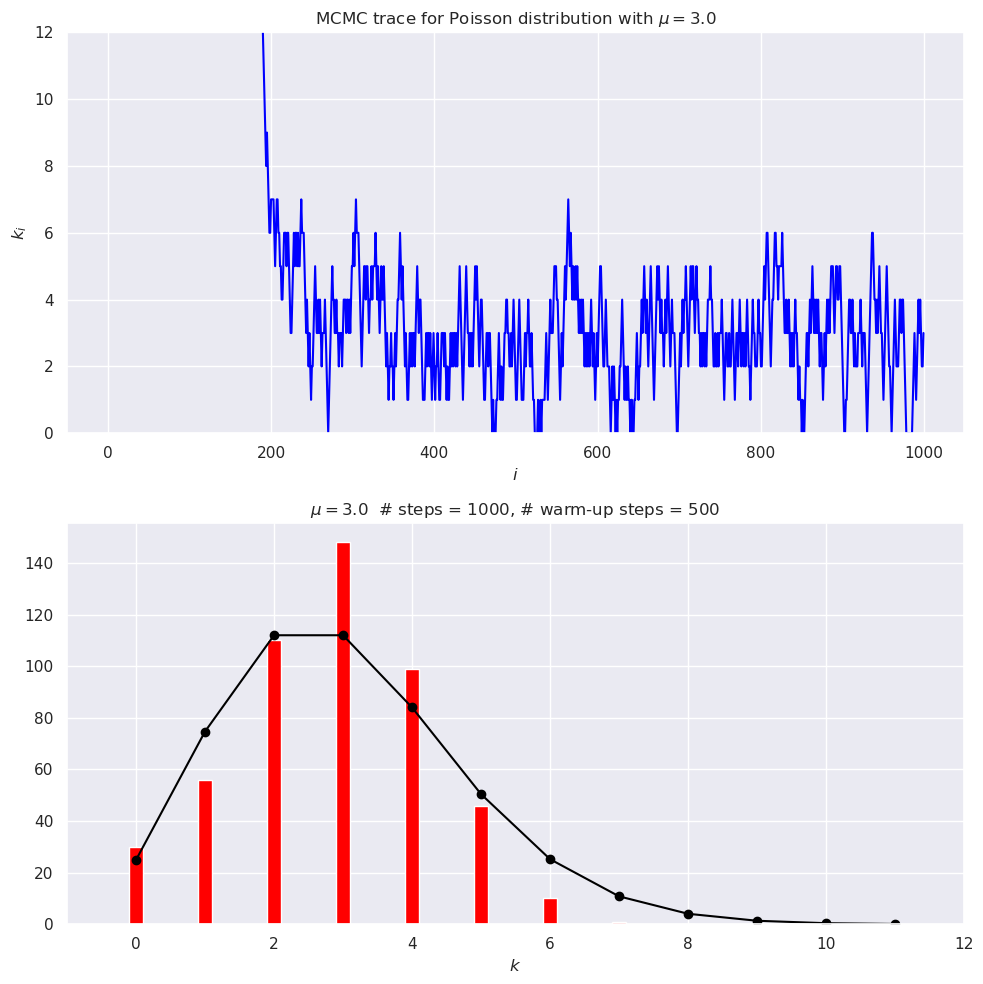 MCMC trace for Poisson distribution with μ = 3.0
12
10
8
6
4
2
0
k_i
0 200 400 600 800 1000
i
μ = 3.0 # steps = 1000, # warm-up steps = 500
140
120
100
80
60
40
20
0
0 2 4 6 8 10 12
k